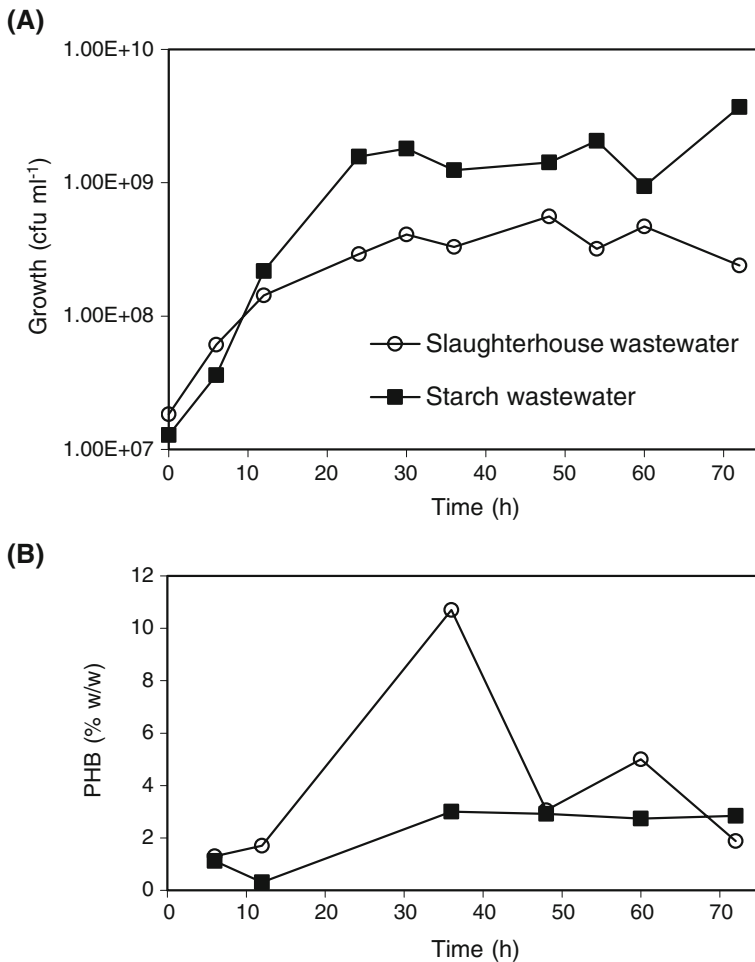 (A)
1.00E+10
1.00E+09
1.00E+08
1.00E+07
Growth (cfu ml⁻¹)
Slaughterhouse wastewater
Starch wastewater
0 10 20 30 40 50 60 70
Time (h)
(B)
12
10
8
6
4
2
0
PHB (% w/w)
0 10 20 30 40 50 60 70
Time (h)